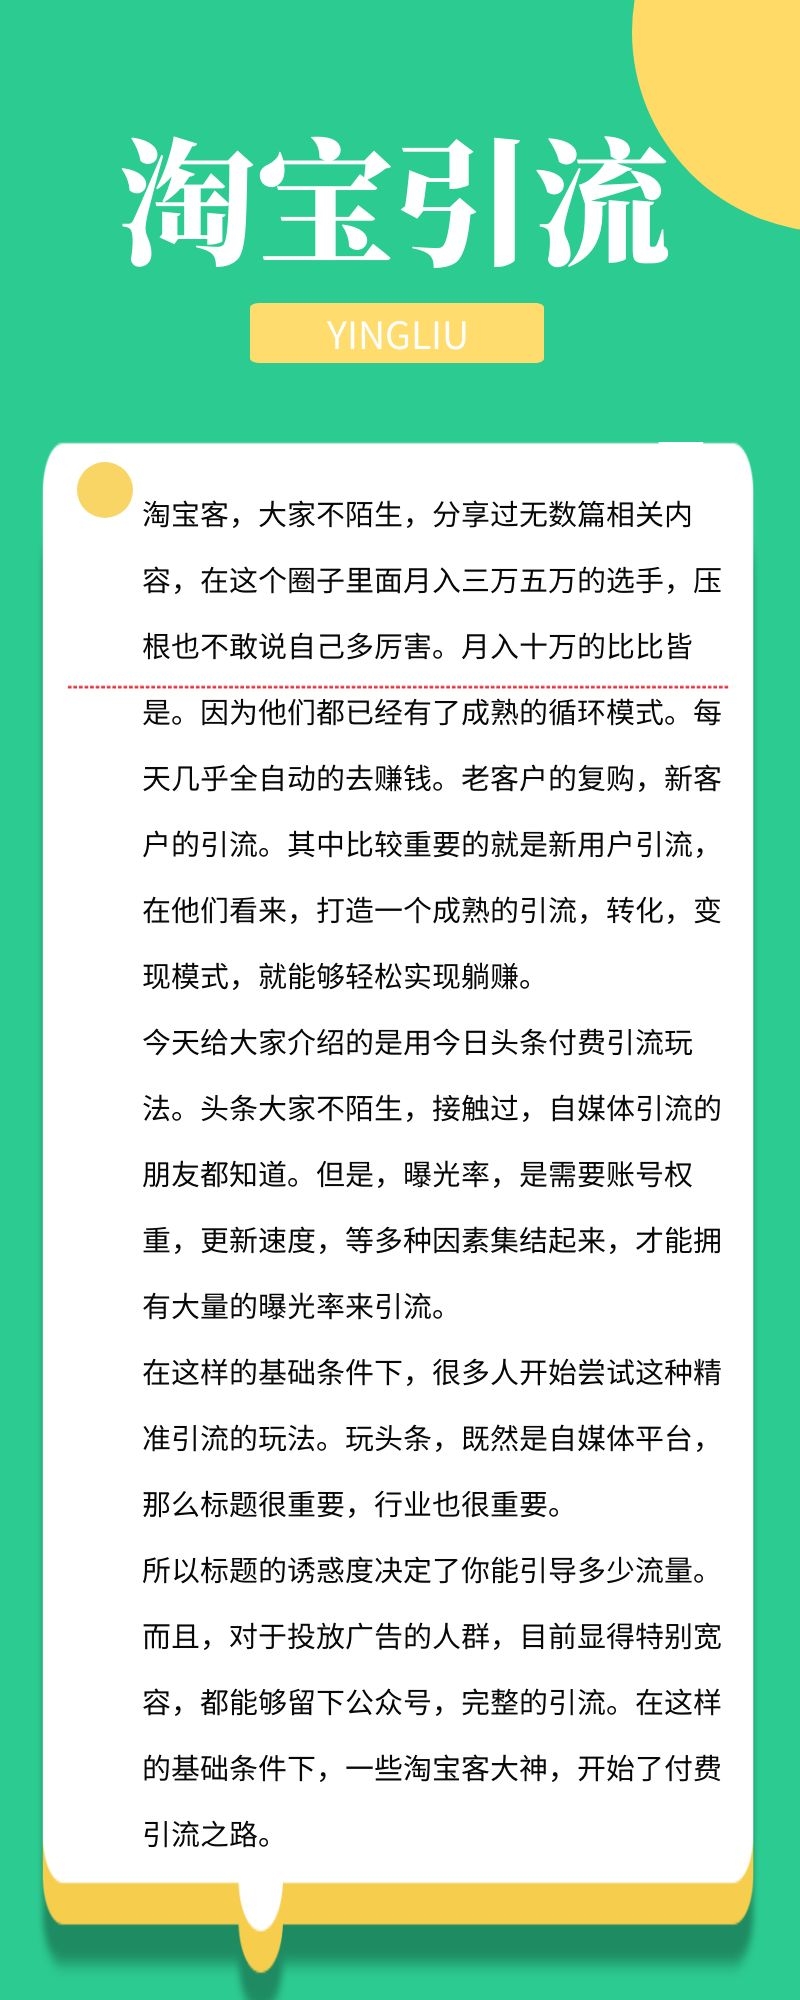 淘宝引流
YINGLIU
淘宝客，大家不陌生，分享过无数篇相关内
容，在这个圈子里面月入三万五万的选手，压
根也不敢说自己多厉害。月入十万的比比皆
是。因为他们都已经有了成熟的循环模式。每
天几乎全自动的去赚钱。老客户的复购，新客
户的引流。其中比较重要的就是新用户引流，
在他们看来，打造一个成熟的引流，转化，变
现模式，就能够轻松实现躺赚。
今天给大家介绍的是用今日头条付费引流玩
法。头条大家不陌生，接触过，自媒体引流的
朋友都知道。但是，曝光率，是需要账号权
重，更新速度，等多种因素集结起来，才能拥
有大量的曝光率来引流。
在这样的基础条件下，很多人开始尝试这种精
准引流的玩法。玩头条，既然是自媒体平台，
那么标题很重要，行业也很重要。
所以标题的诱惑度决定了你能引导多少流量。
而且，对于投放广告的人群，目前显得特别宽
容，都能够留下公众号，完整的引流。在这样
的基础条件下，一些淘宝客大神，开始了付费
引流之路。